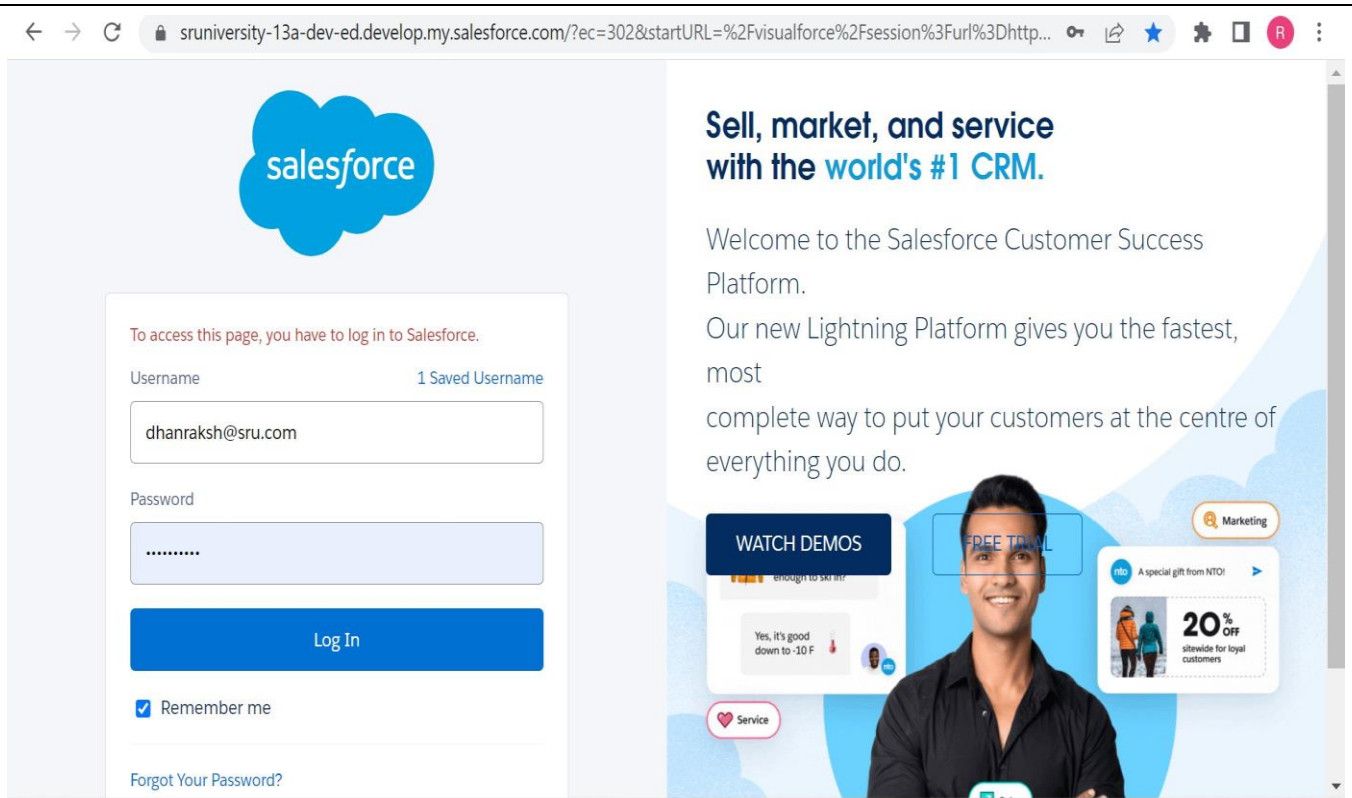 sruniversity-13a-dev-ed.develop.my.salesforce.com/?ec=302&startURL=%2Fvisualforce%2Fsession%3Furl%3Dhttp...
R
salesforce
To access this page, you have to log in to Salesforce.
Username
1 Saved Username
dhanraksh@sru.com
Password
..........
Log In
Remember me
Forgot Your Password?
Sell, market, and service
with the world's #1 CRM.
Welcome to the Salesforce Customer Success
Platform.
Our new Lightning Platform gives you the fastest,
most
complete way to put your customers at the centre of
everything you do.
WATCH DEMOS
FREE TRIAL
Marketing
enough to ski in?
nto
A special gift from NTO!
20% OFF
sitewide for loyal
customers
Yes, it's good
down to -10 F
nto
Service